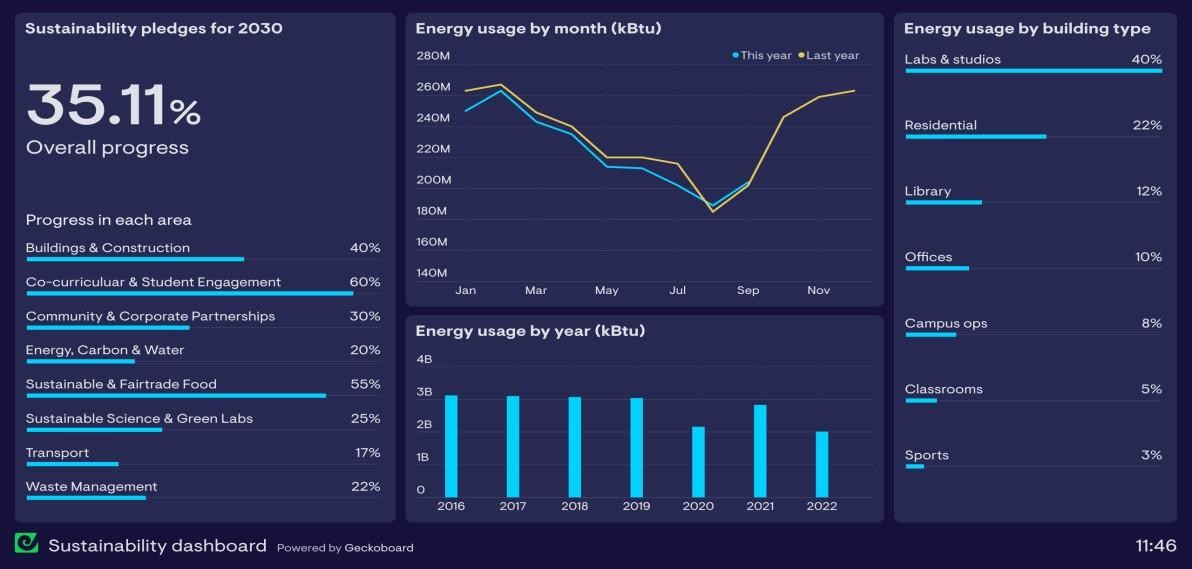 Sustainability pledges for 2030
35.11%
Overall progress
Progress in each area
Buildings & Construction 40%
Co-curriculuar & Student Engagement 60%
Community & Corporate Partnerships 30%
Energy, Carbon & Water 20%
Sustainable & Fairtrade Food 55%
Sustainable Science & Green Labs 25%
Transport 17%
Waste Management 22%
Energy usage by month (kBtu)
This year Last year
280M
260M
240M
220M
200M
180M
160M
140M
Jan Mar May Jul Sep Nov
Energy usage by year (kBtu)
4B
3B
2B
1B
0
2016 2017 2018 2019 2020 2021 2022
Energy usage by building type
Labs & studios 40%
Residential 22%
Library 12%
Offices 10%
Campus ops 8%
Classrooms 5%
Sports 3%
Sustainability dashboard Powered by Geckoboard
11:46